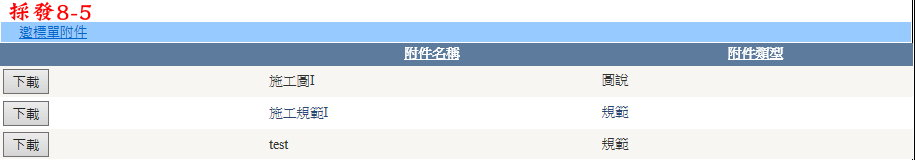 採發8-5
邀標單附件
附件名稱 附件類型
下載 施工圖I 圖說
下載 施工規範I 規範
下載 test 規範